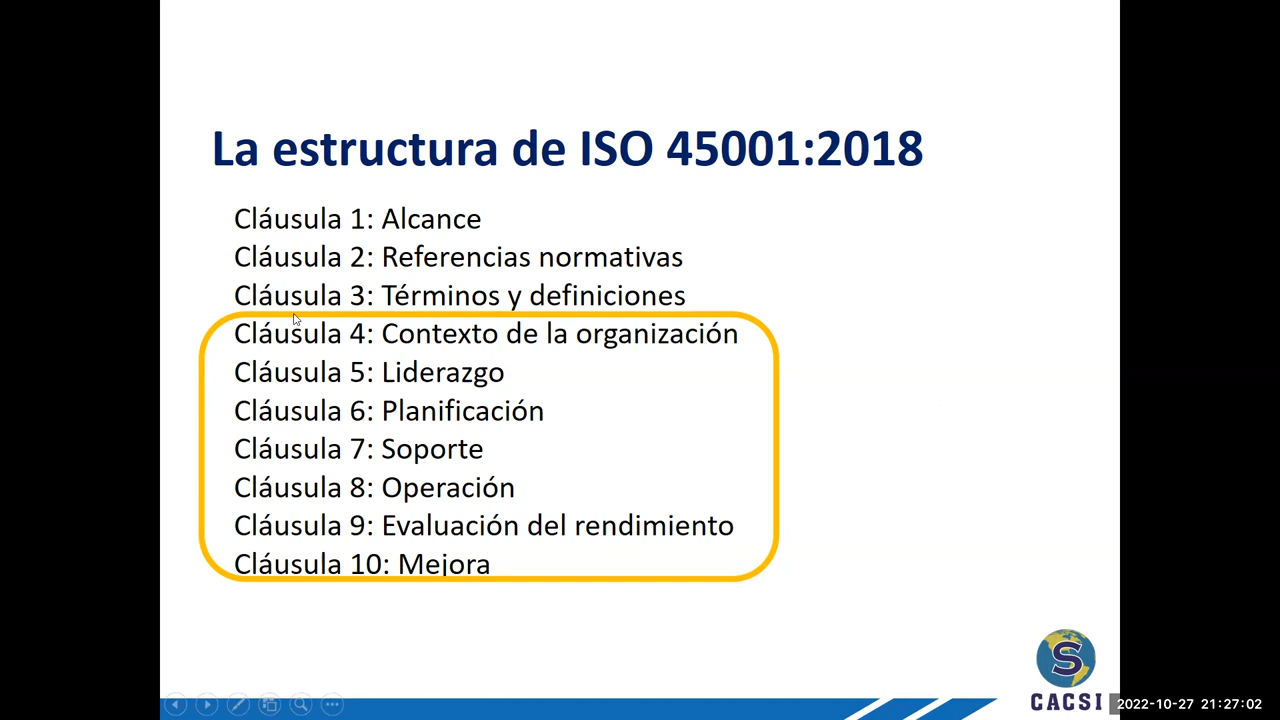 La estructura de ISO 45001:2018
Cláusula 1: Alcance
Cláusula 2: Referencias normativas
Cláusula 3: Términos y definiciones
Cláusula 4: Contexto de la organización
Cláusula 5: Liderazgo
Cláusula 6: Planificación
Cláusula 7: Soporte
Cláusula 8: Operación
Cláusula 9: Evaluación del rendimiento
Cláusula 10: Mejora
S
CACSI
2022-10-27 21:27:02